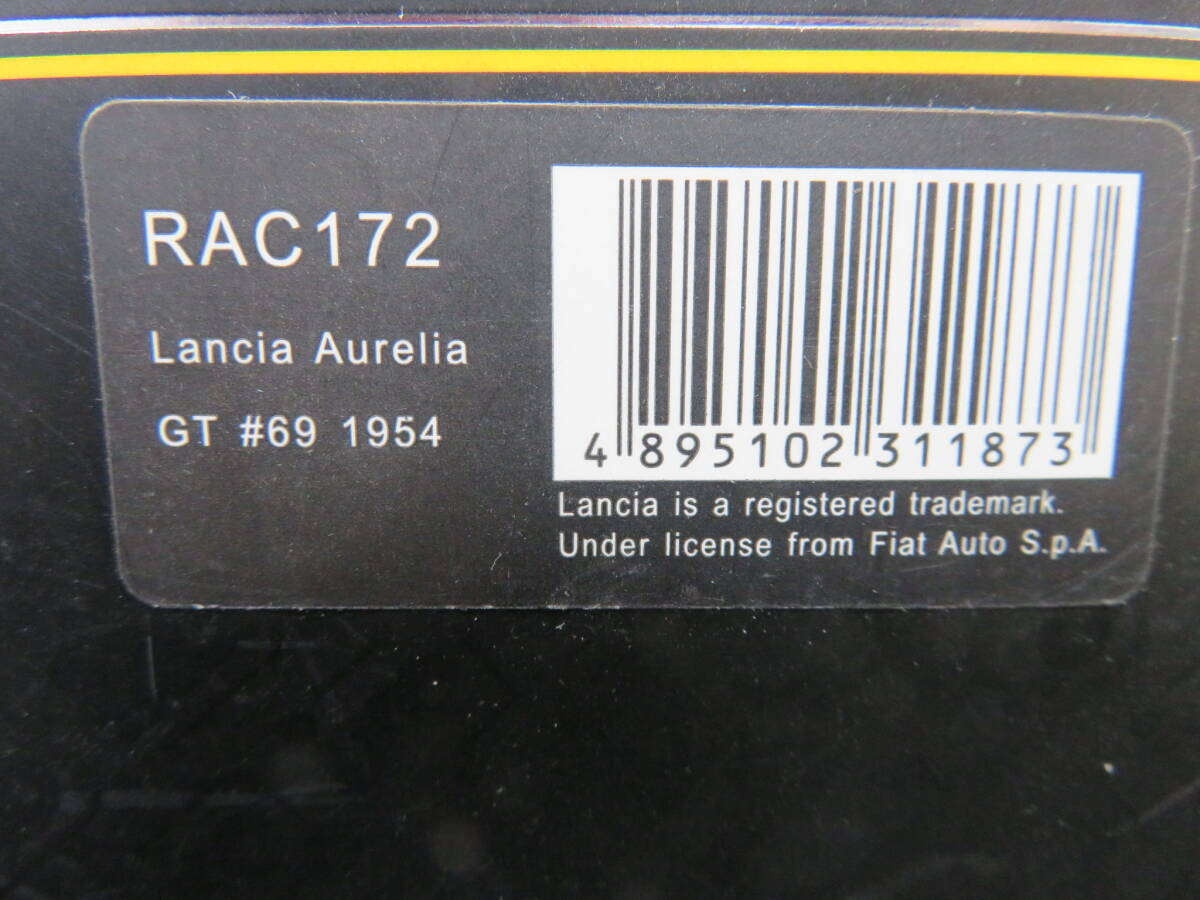 RAC172
Lancia Aurelia
GT #69 1954
4 895102 311873
Lancia is a registered trademark.
Under license from Fiat Auto S.p.A.